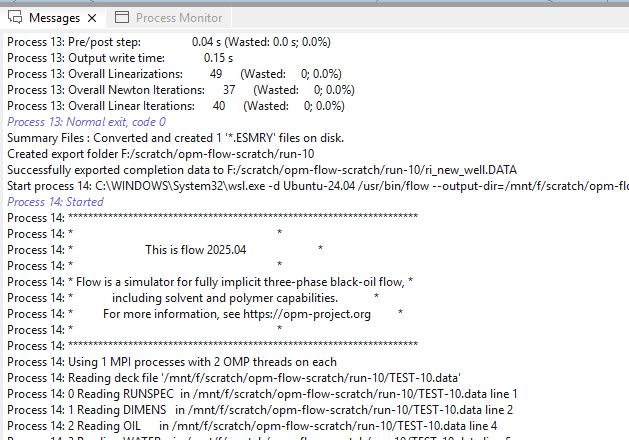 Messages
Process Monitor
Process 13: Pre/post step: 0.04 s (Wasted: 0.0 s; 0.0%)
Process 13: Output write time: 0.15 s
Process 13: Overall Linearizations: 49 (Wasted: 0; 0.0%)
Process 13: Overall Newton Iterations: 37 (Wasted: 0; 0.0%)
Process 13: Overall Linear Iterations: 40 (Wasted: 0; 0.0%)
Process 13: Normal exit, code 0
Summary Files : Converted and created 1 '*.ESMRY' files on disk.
Created export folder F:/scratch/opm-flow-scratch/run-10
Successfully exported completion data to F:/scratch/opm-flow-scratch/run-10/ri_new_well.DATA
Start process 14: C:\WINDOWS\System32\wsl.exe -d Ubuntu-24.04 /usr/bin/flow --output-dir=/mnt/f/scratch/opm-flo
Process 14: Started
Process 14: **********************************************************************
Process 14: * *
Process 14: * This is flow 2025.04 *
Process 14: * *
Process 14: * Flow is a simulator for fully implicit three-phase black-oil flow, *
Process 14: * including solvent and polymer capabilities. *
Process 14: * For more information, see https://opm-project.org *
Process 14: * *
Process 14: **********************************************************************
Process 14: Using 1 MPI processes with 2 OMP threads on each
Process 14: Reading deck file '/mnt/f/scratch/opm-flow-scratch/run-10/TEST-10.data'
Process 14: 0 Reading RUNSPEC in /mnt/f/scratch/opm-flow-scratch/run-10/TEST-10.data line 1
Process 14: 1 Reading DIMENS in /mnt/f/scratch/opm-flow-scratch/run-10/TEST-10.data line 2
Process 14: 2 Reading OIL in /mnt/f/scratch/opm-flow-scratch/run-10/TEST-10.data line 4